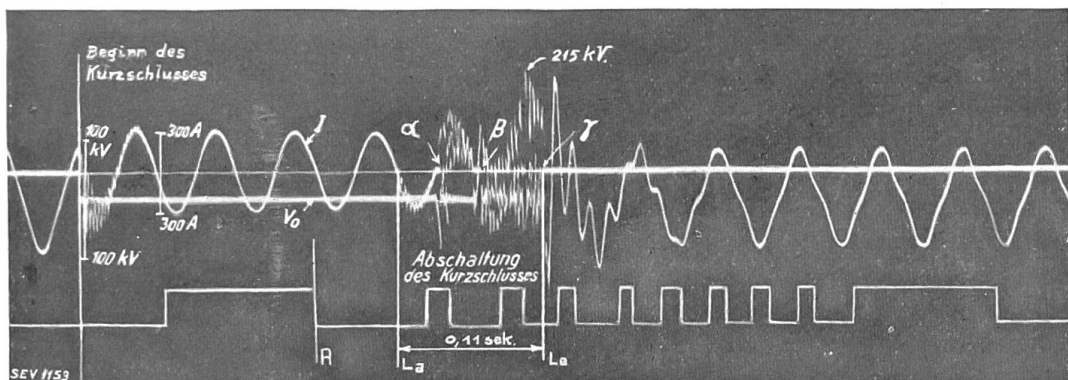 Beginn des
Kurzschlusses
215 kV.
100
kV
300 A
J
α
β
γ
300 A
V₀
100 kV
Abschaltung
des Kurzschlusses
0,11 sek.
A
La
Le
SEV 1153